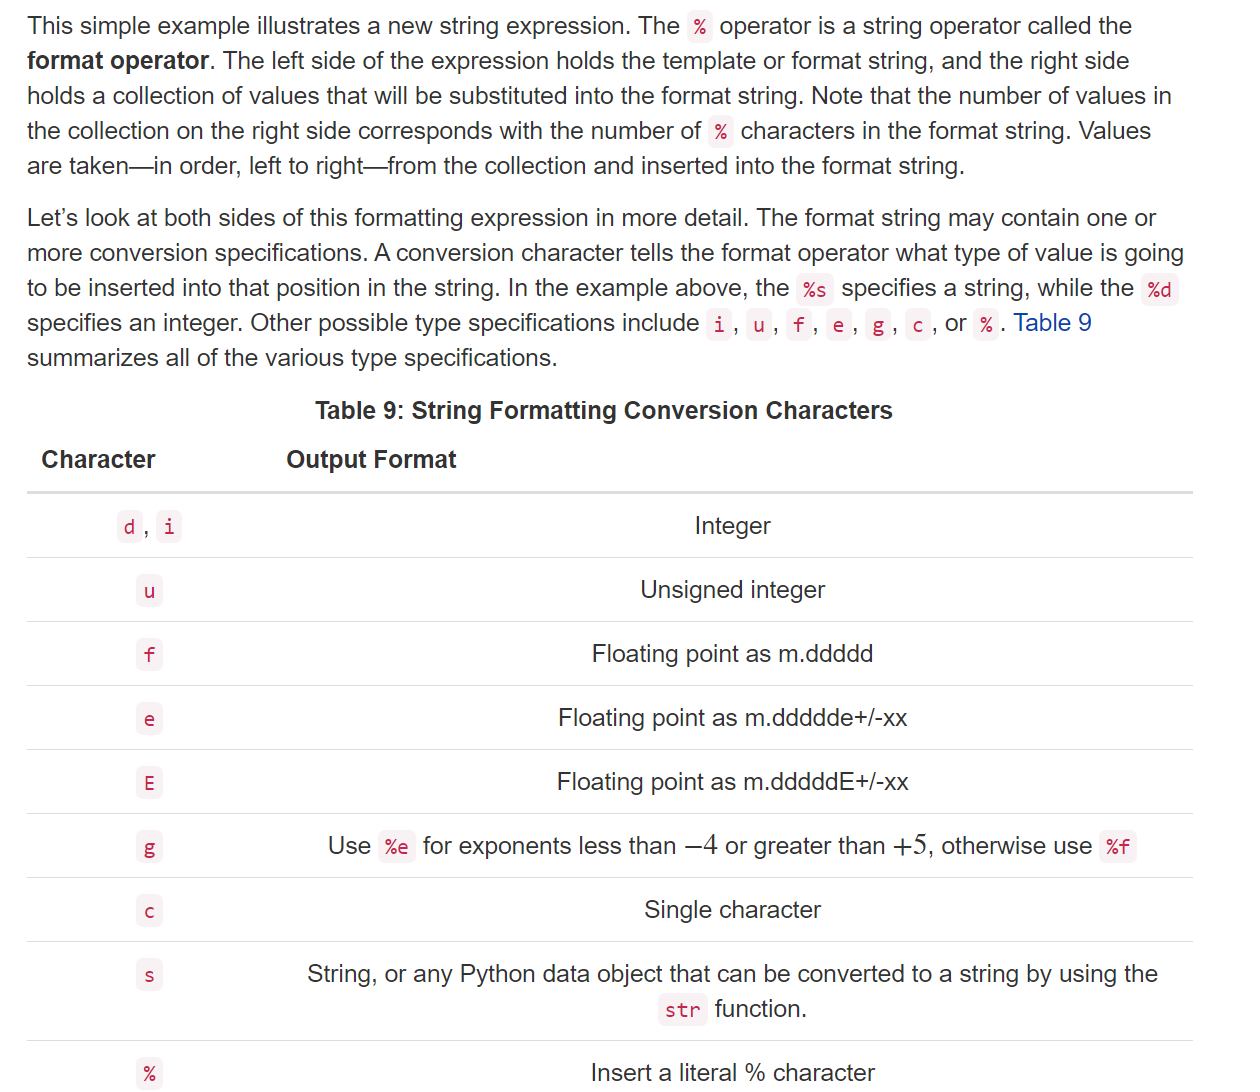 This simple example illustrates a new string expression. The % operator is a string operator called the
format operator. The left side of the expression holds the template or format string, and the right side
holds a collection of values that will be substituted into the format string. Note that the number of values in
the collection on the right side corresponds with the number of % characters in the format string. Values
are taken—in order, left to right—from the collection and inserted into the format string.
Let’s look at both sides of this formatting expression in more detail. The format string may contain one or
more conversion specifications. A conversion character tells the format operator what type of value is going
to be inserted into that position in the string. In the example above, the %s specifies a string, while the %d
specifies an integer. Other possible type specifications include i, u, f, e, g, c, or %. Table 9
summarizes all of the various type specifications.
Table 9: String Formatting Conversion Characters
Character Output Format
d, i Integer
u Unsigned integer
f Floating point as m.ddddd
e Floating point as m.ddddde+/-xx
E Floating point as m.dddddE+/-xx
g Use %e for exponents less than −4 or greater than +5, otherwise use %f
c Single character
s String, or any Python data object that can be converted to a string by using the
str function.
% Insert a literal % character